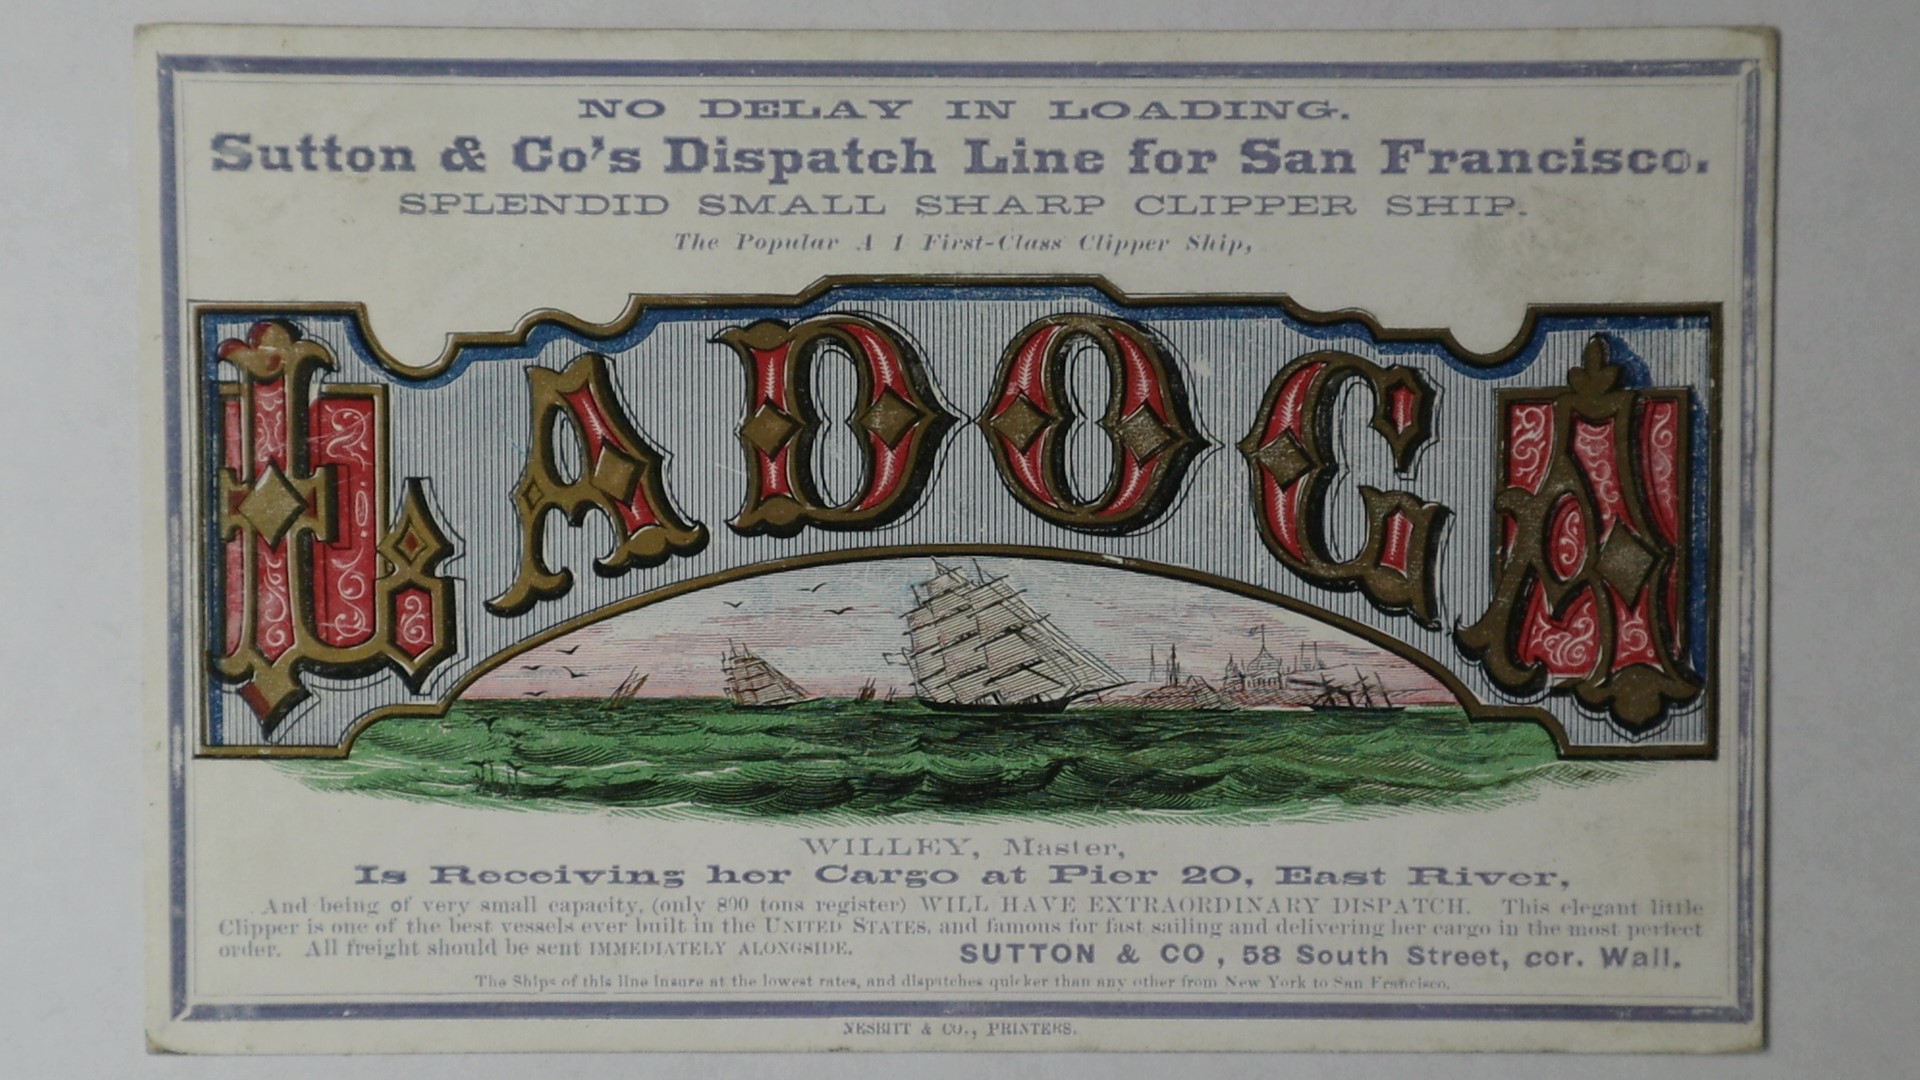 NO DELAY IN LOADING.
Sutton & Co's Dispatch Line for San Francisco.
SPLENDID SMALL SHARP CLIPPER SHIP.
The Popular A 1 First-Class Clipper Ship,
LADOGA
WILLEY, Master,
Is Receiving her Cargo at Pier 20, East River,
And being of very small capacity, (only 890 tons register) WILL HAVE EXTRAORDINARY DISPATCH. This elegant little
Clipper is one of the best vessels ever built in the UNITED STATES, and famous for fast sailing and delivering her cargo in the most perfect
order. All freight should be sent IMMEDIATELY ALONGSIDE. SUTTON & CO, 58 South Street, cor. Wall.
The Ships of this line insure at the lowest rates, and dispatches quicker than any other from New York to San Francisco.
NESBITT & CO., PRINTERS.